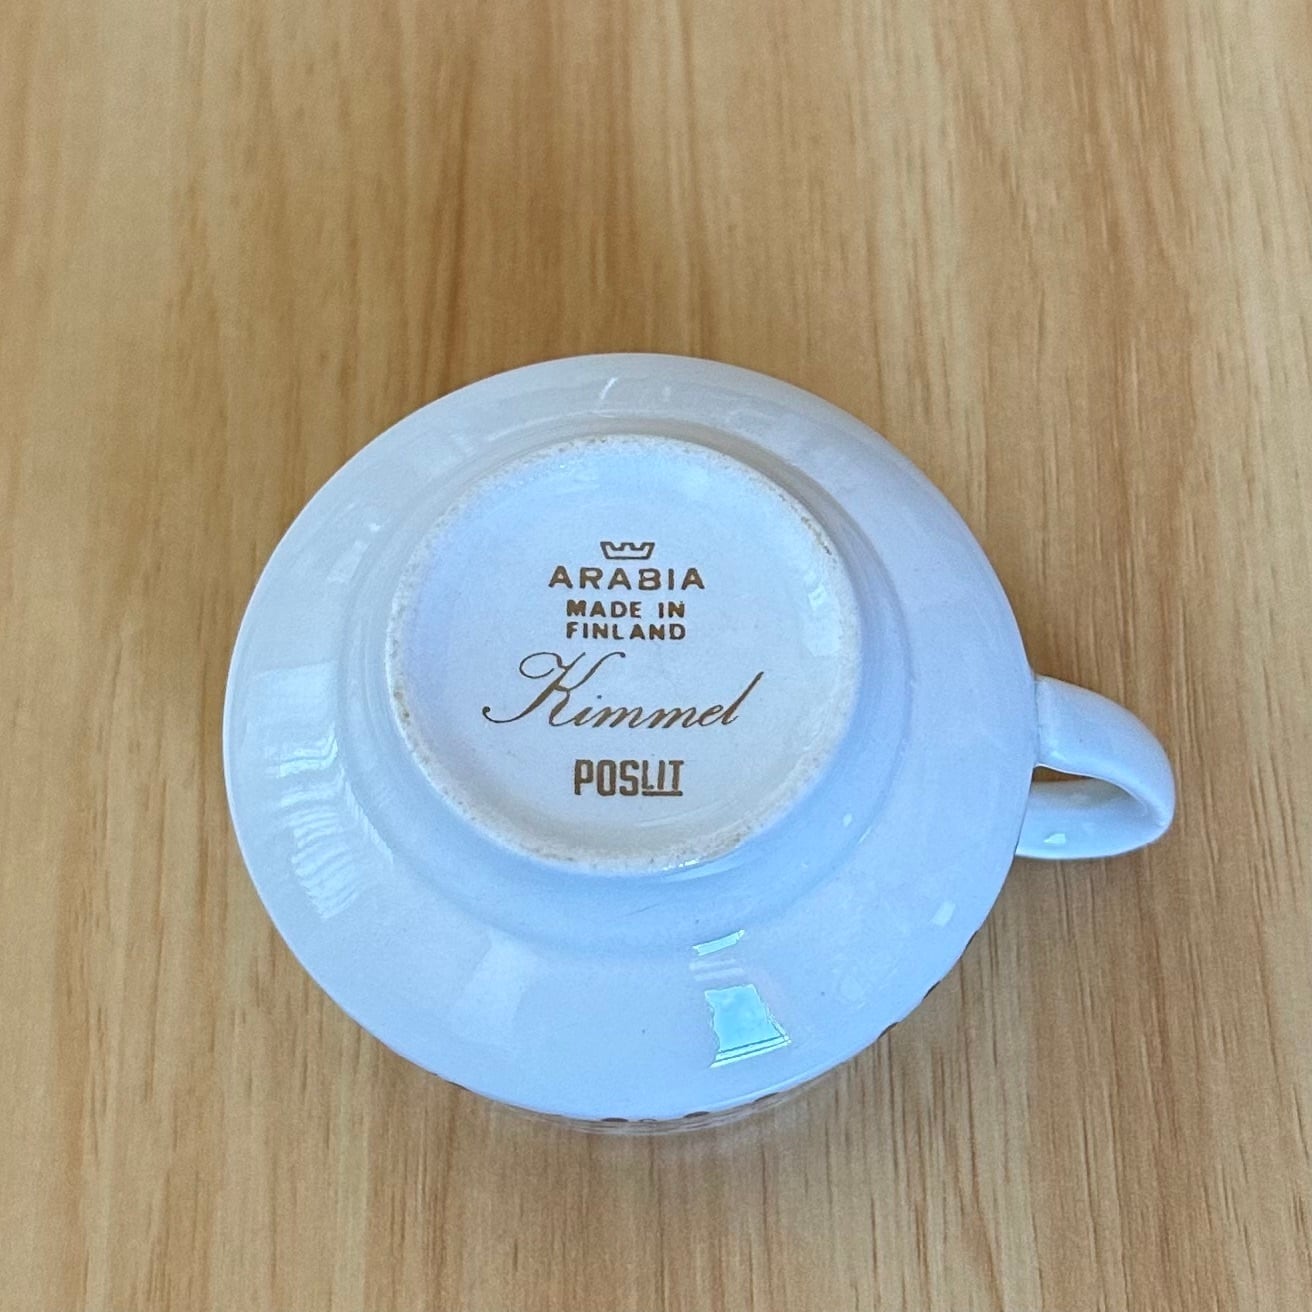 ARABIA
MADE IN
FINLAND
Kimmel
POSLIT